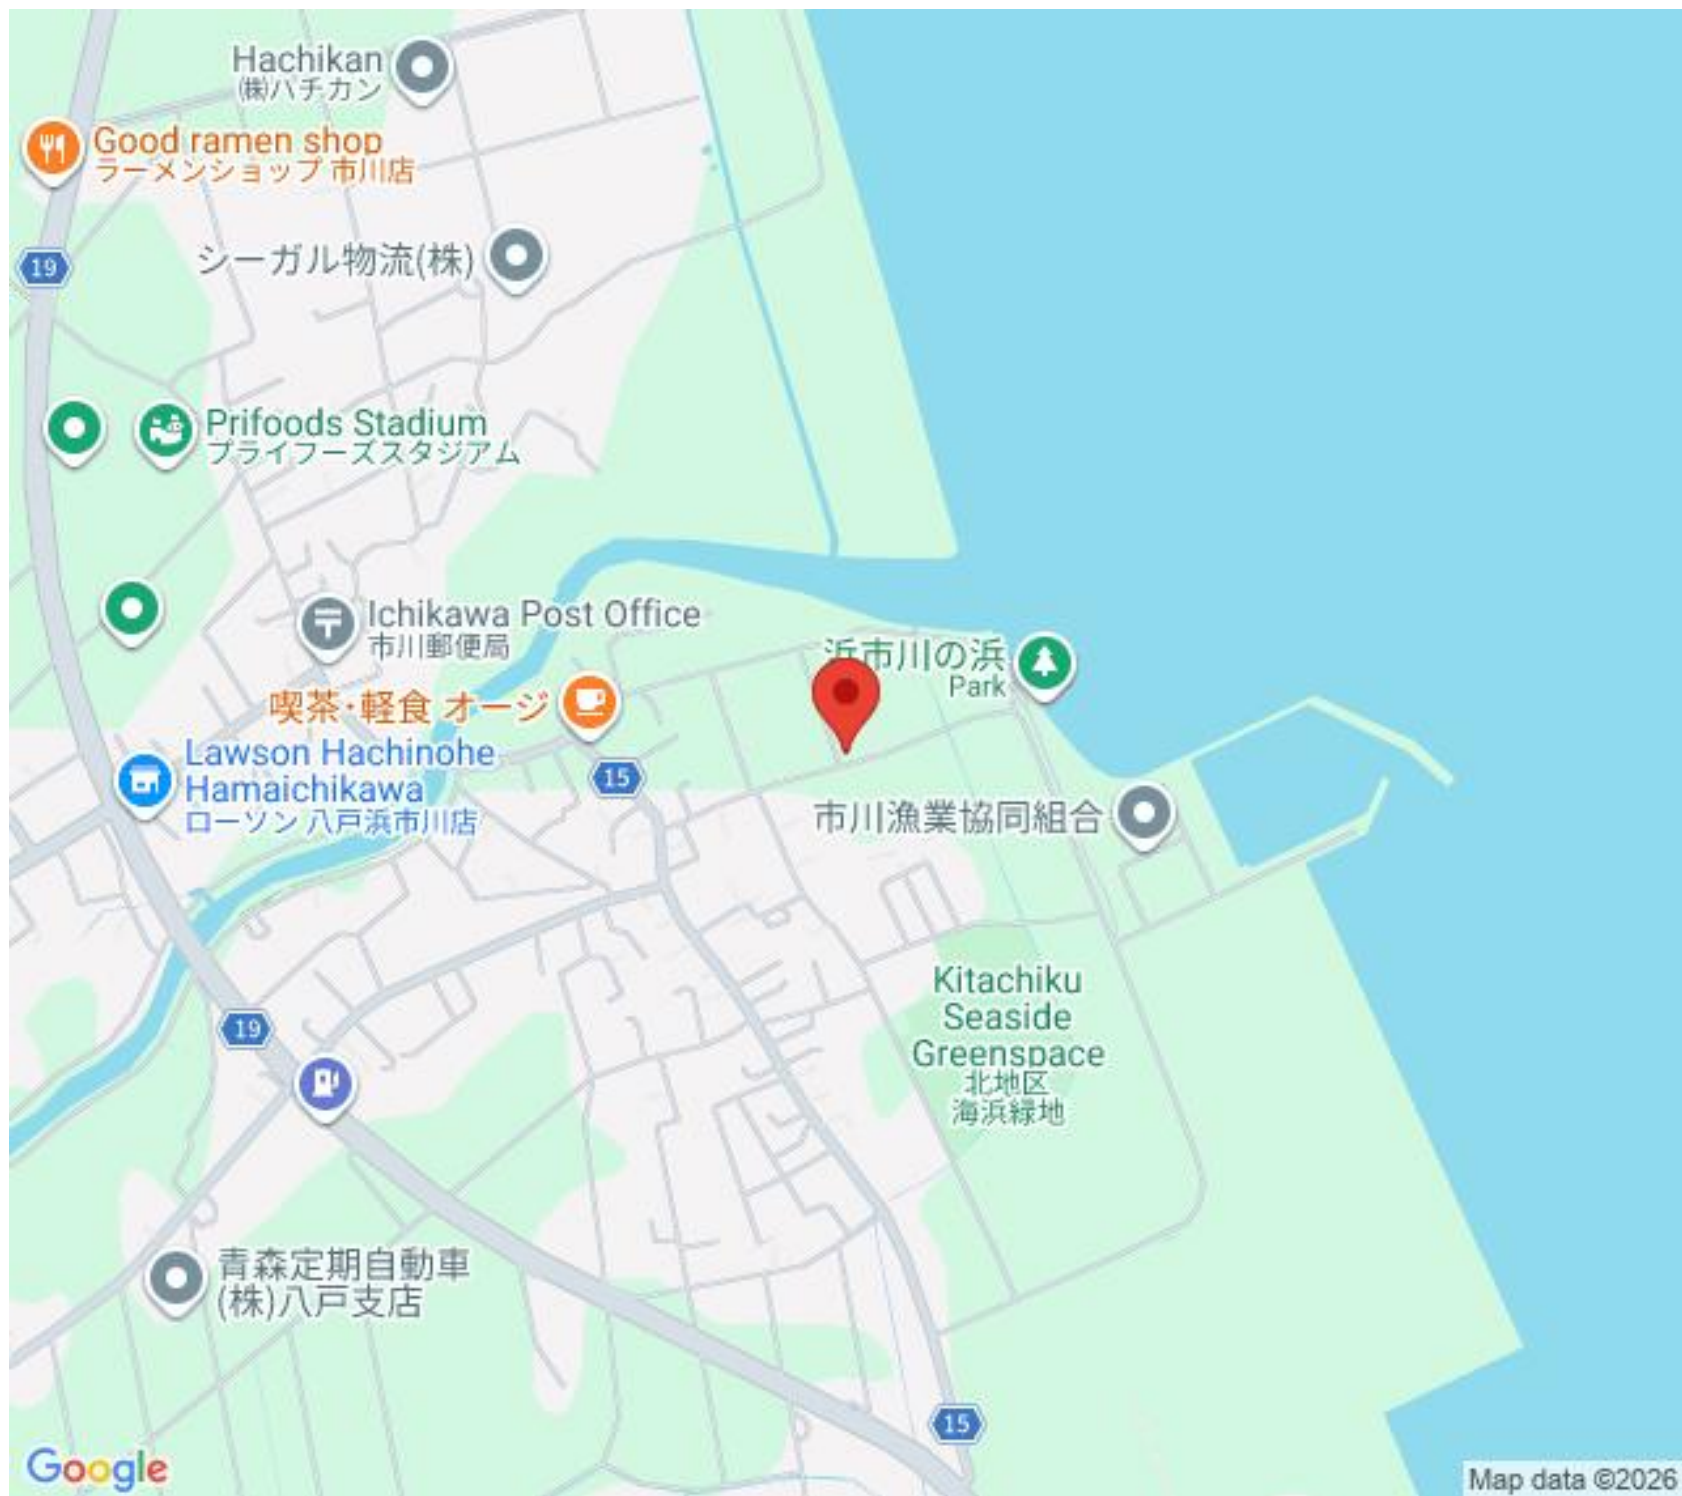 Hachikan
㈱ハチカン
Good ramen shop
ラーメンショップ 市川店
19
シーガル物流(株)
Prifoods Stadium
プライフーズスタジアム
Ichikawa Post Office
市川郵便局
浜市川の浜
Park
喫茶･軽食 オージ
Lawson Hachinohe
Hamaichikawa
ローソン 八戸浜市川店
15
市川漁業協同組合
Kitachiku
Seaside
Greenspace
北地区
海浜緑地
19
青森定期自動車
(株)八戸支店
15
Google
Map data ©2026